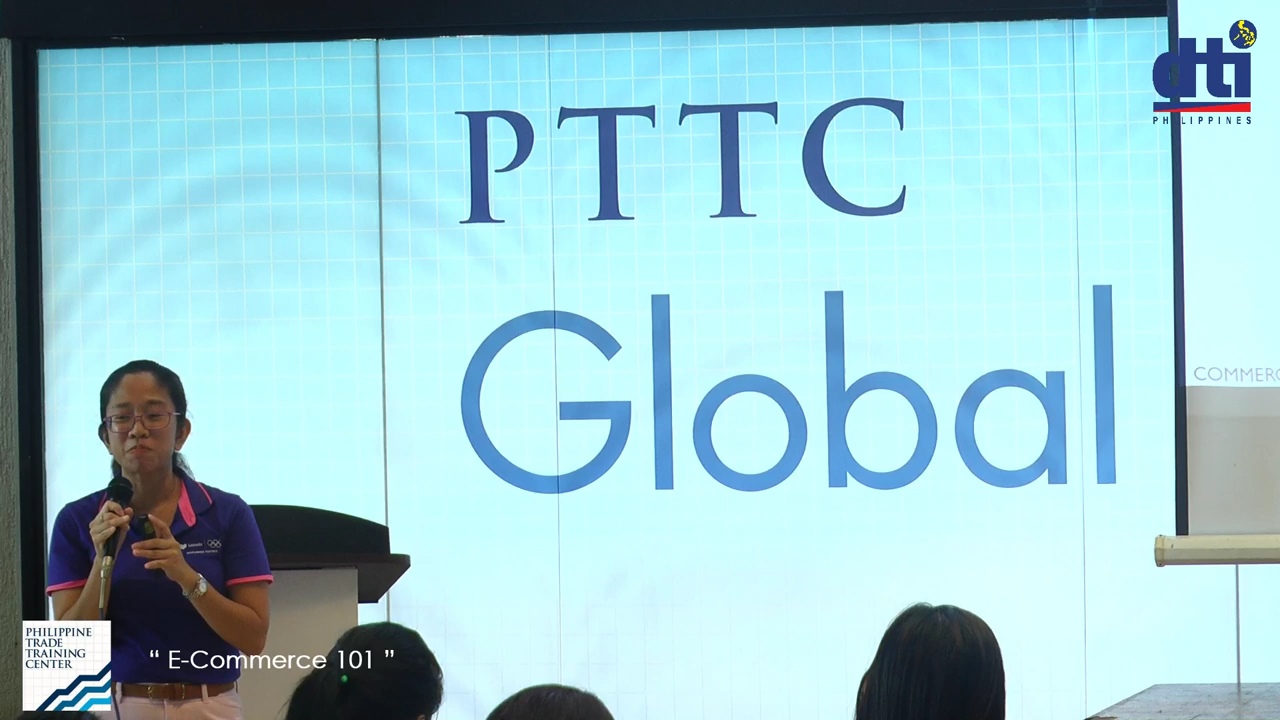 PTTC
Global
dti
PHILIPPINES
COMMERC
PHILIPPINE
TRADE
TRAINING
CENTER
“ E-Commerce 101 ”